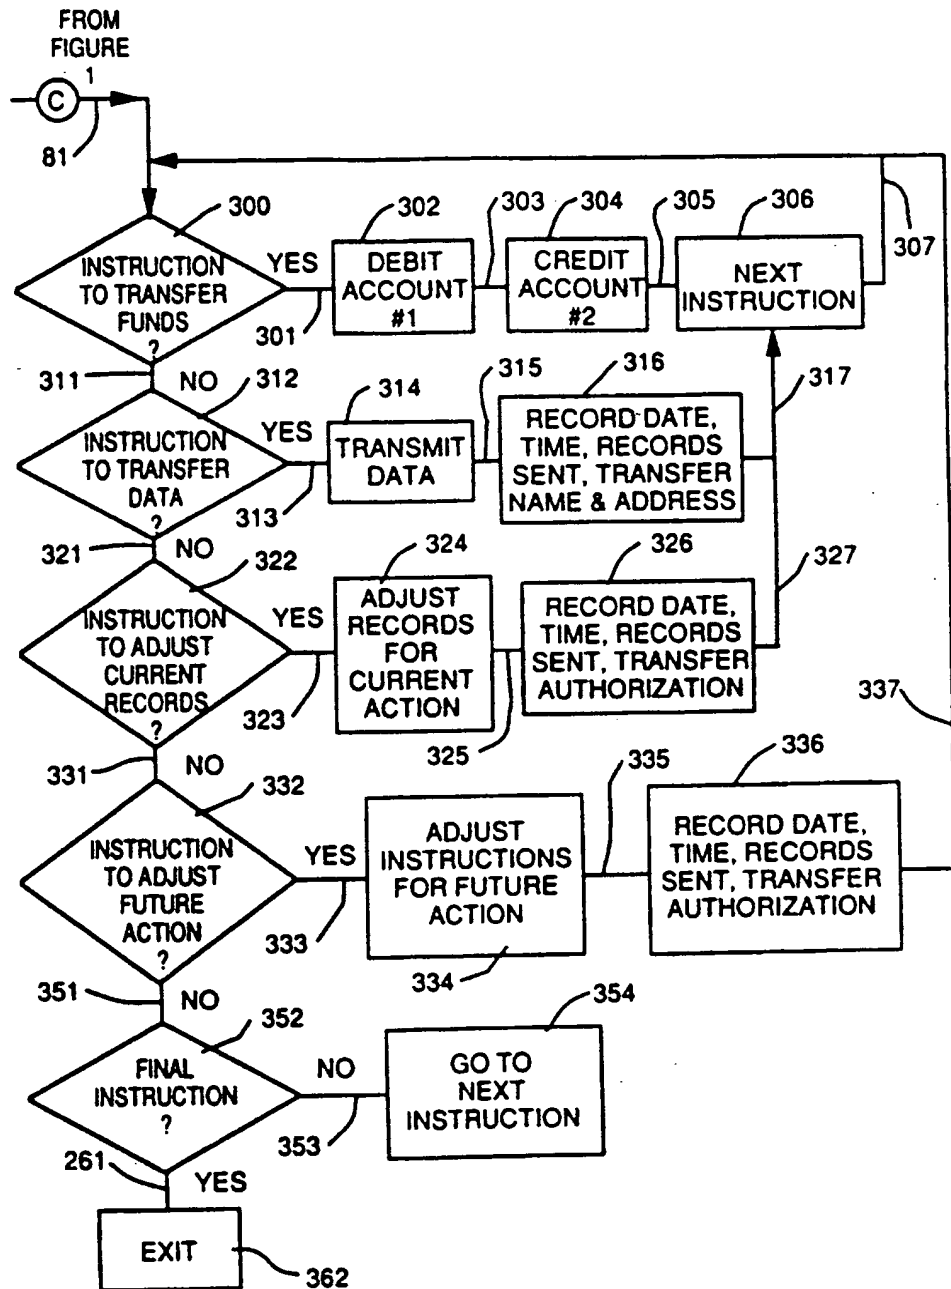 FROM
FIGURE
1
C
81
300
INSTRUCTION
TO TRANSFER
FUNDS
?
YES
301
302
DEBIT
ACCOUNT
#1
303
304
CREDIT
ACCOUNT
#2
305
306
NEXT
INSTRUCTION
307
311
NO
312
INSTRUCTION
TO TRANSFER
DATA
?
YES
313
314
TRANSMIT
DATA
315
316
RECORD DATE,
TIME, RECORDS
SENT, TRANSFER
NAME & ADDRESS
317
321
NO
322
INSTRUCTION
TO ADJUST
CURRENT
RECORDS
?
YES
323
324
ADJUST
RECORDS
FOR
CURRENT
ACTION
325
326
RECORD DATE,
TIME, RECORDS
SENT, TRANSFER
AUTHORIZATION
327
337
331
NO
332
INSTRUCTION
TO ADJUST
FUTURE
ACTION
?
YES
333
ADJUST
INSTRUCTIONS
FOR FUTURE
ACTION
334
335
336
RECORD DATE,
TIME, RECORDS
SENT, TRANSFER
AUTHORIZATION
351
NO
352
FINAL
INSTRUCTION
?
NO
353
354
GO TO
NEXT
INSTRUCTION
261
YES
EXIT
362